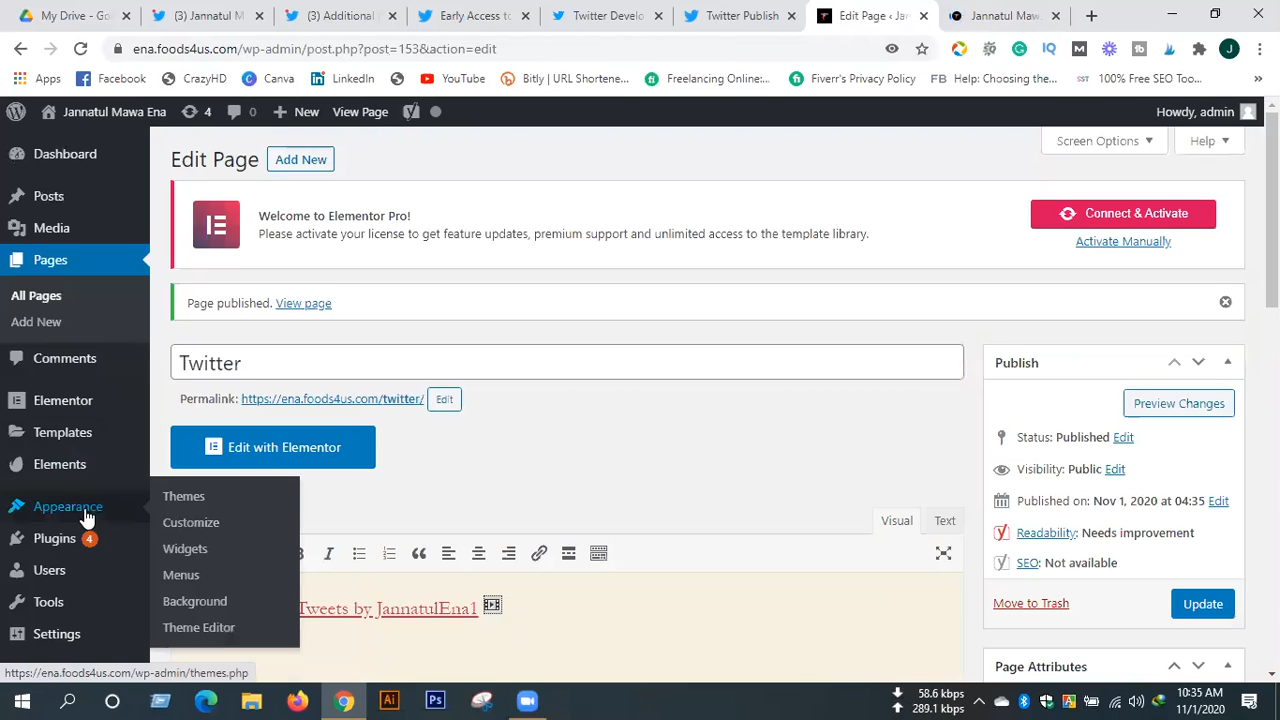 My Drive - Go
(3) Jannatul M
(3) Additional
Early Access to
Twitter Develo
Twitter Publish
Edit Page ‹ Ja
Jannatul Maw
ena.foods4us.com/wp-admin/post.php?post=153&action=edit
Apps
Facebook
CrazyHD
Canva
LinkedIn
YouTube
Bitly | URL Shortene...
Freelancing Online:...
Fiverr's Privacy Policy
FB Help: Choosing the...
100% Free SEO Too...
Jannatul Mawa Ena
4
0
New
View Page
Howdy, admin
Dashboard
Posts
Media
Pages
All Pages
Add New
Comments
Elementor
Templates
Elements
Appearance
Plugins 4
Users
Tools
Settings
Themes
Customize
Widgets
Menus
Background
Theme Editor
Screen Options
Help
Edit Page
Add New
Welcome to Elementor Pro!
Please activate your license to get feature updates, premium support and unlimited access to the template library.
Connect & Activate
Activate Manually
Page published. View page
Twitter
Permalink: https://ena.foods4us.com/twitter/ Edit
Edit with Elementor
Visual
Text
Tweets by JannatulEna1
Publish
Preview Changes
Status: Published Edit
Visibility: Public Edit
Published on: Nov 1, 2020 at 04:35 Edit
Readability: Needs improvement
SEO: Not available
Move to Trash
Update
Page Attributes
https://ena.foods4us.com/wp-admin/themes.php
58.6 kbps
289.1 kbps
10:35 AM
11/1/2020